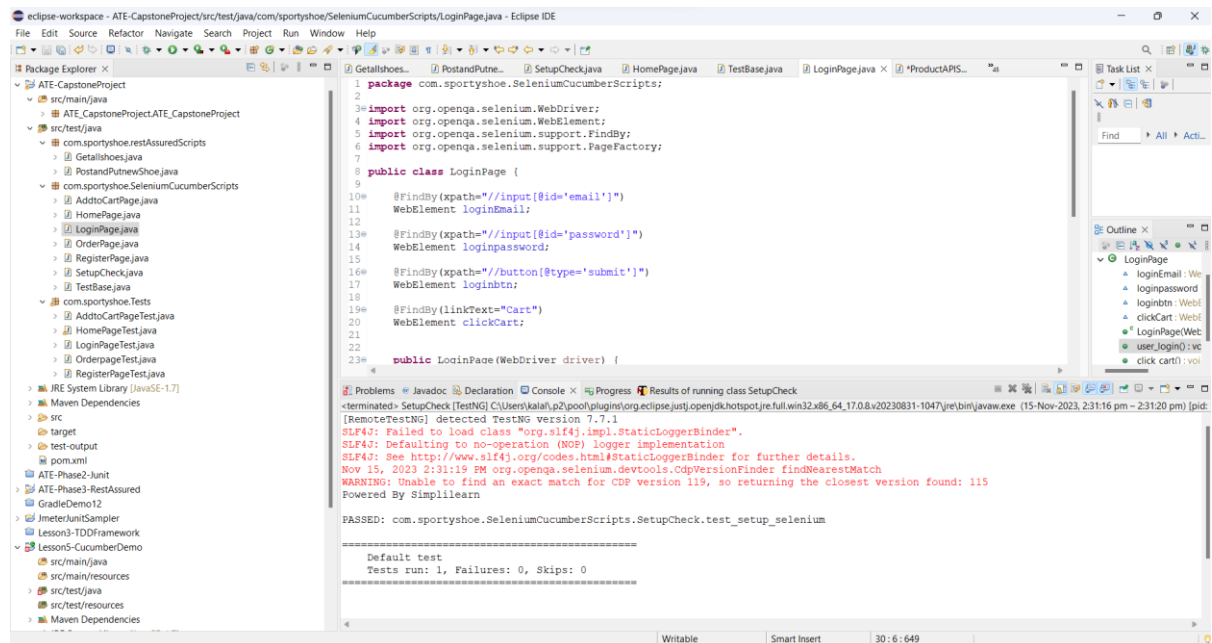 eclipse-workspace - ATE-CapstoneProject/src/test/java/com/sportyshoe/SeleniumCucumberScripts/LoginPage.java - Eclipse IDE
File Edit Source Refactor Navigate Search Project Run Window Help
Package Explorer
ATE-CapstoneProject
src/main/java
ATE_CapstoneProject.ATE_CapstoneProject
src/test/java
com.sportyshoe.restAssuredScripts
Getallshoes.java
PostandPutnewShoe.java
com.sportyshoe.SeleniumCucumberScripts
AddtoCartPage.java
HomePage.java
LoginPage.java
OrderPage.java
RegisterPage.java
SetupCheck.java
TestBase.java
com.sportyshoe.Tests
AddtoCartPageTest.java
HomePageTest.java
LoginPageTest.java
OrderpageTest.java
RegisterPageTest.java
JRE System Library [JavaSE-1.7]
Maven Dependencies
src
target
test-output
pom.xml
ATE-Phase2-Junit
ATE-Phase3-RestAssured
GradleDemo12
JmeterJunitSampler
Lesson3-TDDFramework
Lesson5-CucumberDemo
src/main/java
src/main/resources
src/test/java
src/test/resources
Maven Dependencies
Getallshoes... PostandPutne... SetupCheck.java HomePage.java TestBase.java LoginPage.java *ProductAPIS...
1 package com.sportyshoe.SeleniumCucumberScripts;
2
3 import org.openqa.selenium.WebDriver;
4 import org.openqa.selenium.WebElement;
5 import org.openqa.selenium.support.FindBy;
6 import org.openqa.selenium.support.PageFactory;
7
8 public class LoginPage {
9
10 @FindBy(xpath="//input[@id='email']")
11 WebElement loginEmail;
12
13 @FindBy(xpath="//input[@id='password']")
14 WebElement loginpassword;
15
16 @FindBy(xpath="//button[@type='submit']")
17 WebElement loginbtn;
18
19 @FindBy(linkText="Cart")
20 WebElement clickCart;
21
22
23 public LoginPage(WebDriver driver) {
Problems Javadoc Declaration Console Progress Results of running class SetupCheck
<terminated> SetupCheck [TestNG] C:\Users\kalal\.p2\pool\plugins\org.eclipse.justj.openjdk.hotspot.jre.full.win32.x86_64_17.0.8.v20230831-1047\jre\bin\javaw.exe (15-Nov-2023, 2:31:16 pm – 2:31:20 pm) [pid:
[RemoteTestNG] detected TestNG version 7.7.1
SLF4J: Failed to load class "org.slf4j.impl.StaticLoggerBinder".
SLF4J: Defaulting to no-operation (NOP) logger implementation
SLF4J: See http://www.slf4j.org/codes.html#StaticLoggerBinder for further details.
Nov 15, 2023 2:31:19 PM org.openqa.selenium.devtools.CdpVersionFinder findNearestMatch
WARNING: Unable to find an exact match for CDP version 119, so returning the closest version found: 115
Powered By Simplilearn
PASSED: com.sportyshoe.SeleniumCucumberScripts.SetupCheck.test_setup_selenium
===============================================
Default test
Tests run: 1, Failures: 0, Skips: 0
===============================================
Task List
Find All Acti...
Outline
LoginPage
loginEmail : We
loginpassword
loginbtn : WebE
clickCart : WebE
LoginPage(Web
user_login() : vc
click cart() : voi
Writable Smart Insert 30 : 6 : 649